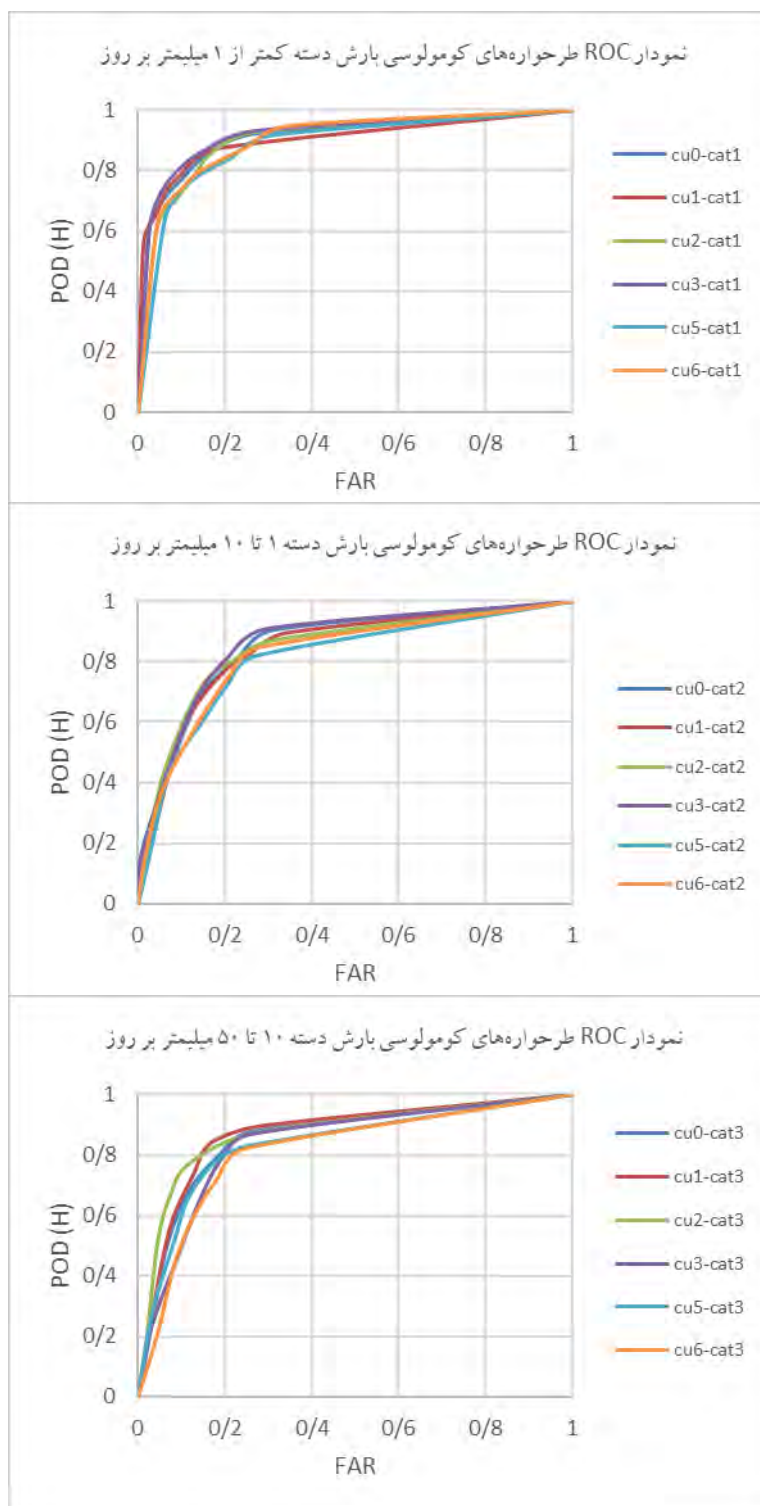 نمودار ROC طرحواره‌های کومولوسی بارش دسته کمتر از ۱ میلیمتر بر روز
1
0/8
0/6
0/4
0/2
0
POD (H)
0 0/2 0/4 0/6 0/8 1
FAR
cu0-cat1
cu1-cat1
cu2-cat1
cu3-cat1
cu5-cat1
cu6-cat1
نمودار ROC طرحواره‌های کومولوسی بارش دسته ۱ تا ۱۰ میلیمتر بر روز
1
0/8
0/6
0/4
0/2
0
POD (H)
0 0/2 0/4 0/6 0/8 1
FAR
cu0-cat2
cu1-cat2
cu2-cat2
cu3-cat2
cu5-cat2
cu6-cat2
نمودار ROC طرحواره‌های کومولوسی بارش دسته ۱۰ تا ۵۰ میلیمتر بر روز
1
0/8
0/6
0/4
0/2
0
POD (H)
0 0/2 0/4 0/6 0/8 1
FAR
cu0-cat3
cu1-cat3
cu2-cat3
cu3-cat3
cu5-cat3
cu6-cat3